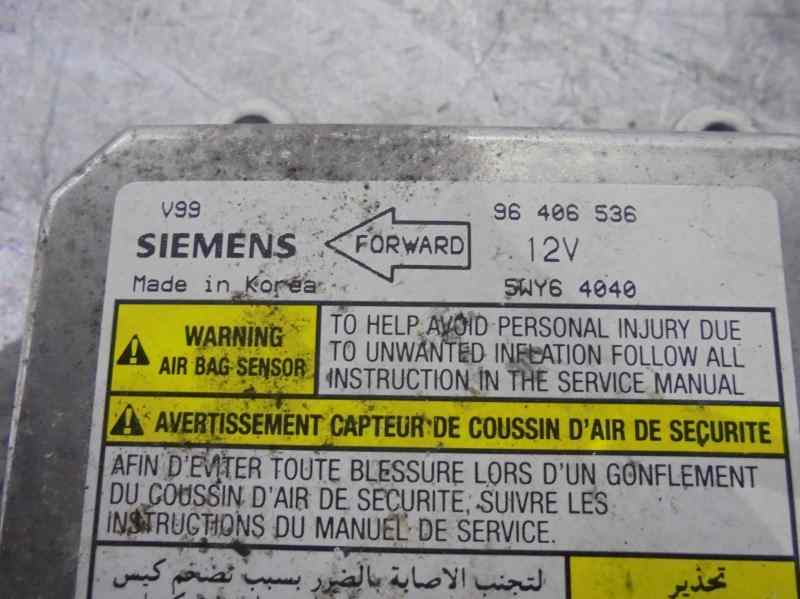 V99
96 406 536
SIEMENS
FORWARD
12V
Made in Korea
5WY6 4040
WARNING
AIR BAG SENSOR
TO HELP AVOID PERSONAL INJURY DUE
TO UNWANTED INFLATION FOLLOW ALL
INSTRUCTION IN THE SERVICE MANUAL
AVERTISSEMENT CAPTEUR DE COUSSIN D'AIR DE SEÇURITE
AFIN D'EVITER TOUTE BLESSURE LORS D'UN GONFLEMENT
DU COUSSIN D'AIR DE SECURITE, SUIVRE LES
INSTRUCTIONS DU MANUEL DE SERVICE.
تحذير
لتجنب الاصابة بالضرر بسبب تضخم كيس